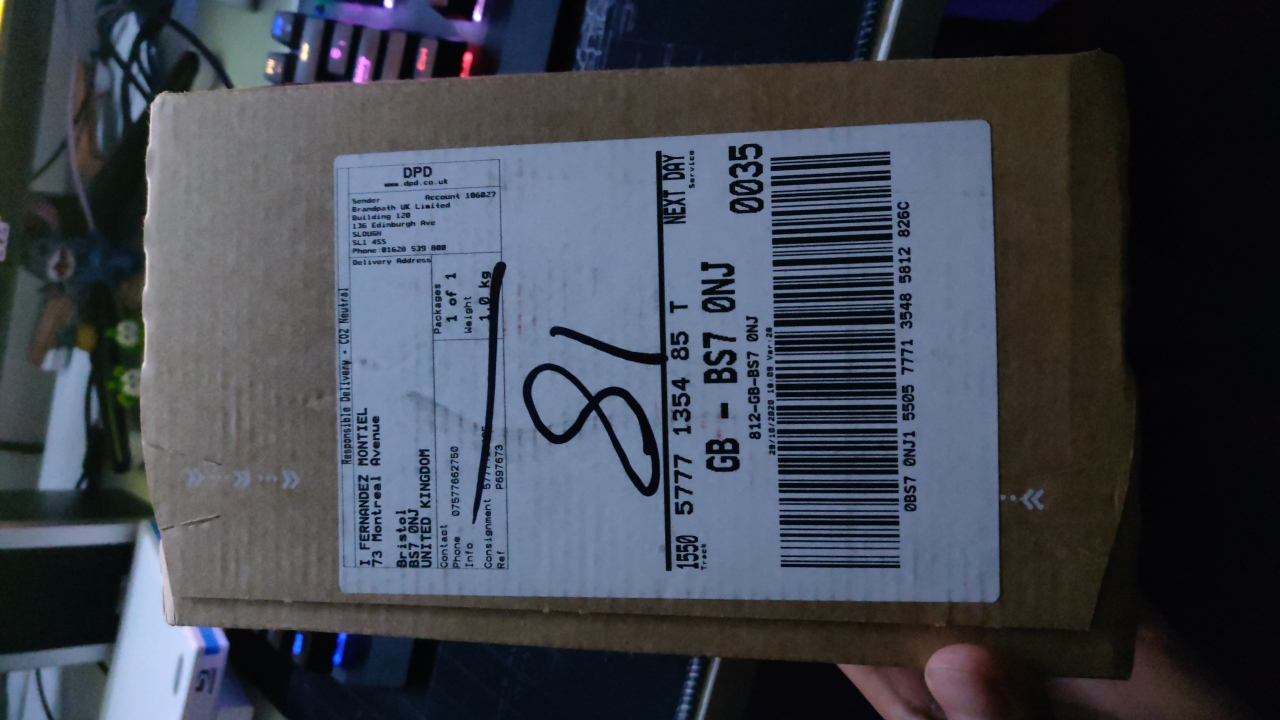 Responsible Delivery - CO2 Neutral
I FERNANDEZ MONTIEL
73 Montreal Avenue
Bristol
BS7 0NJ
UNITED KINGDOM
DPD
www.dpd.co.uk
Sender Account 106027
Brandpath UK Limited
Building 120
136 Edinburgh Ave
SLOUGH
SL1 4SS
Phone:01628 539 800
Delivery Address
Contact
Phone 07577662750
Info
Packages
1 of 1
Weight
1.0 kg
Consignment
Ref P697673
81
1550 5777 1354 85 T
Track
NEXT DAY
Service
GB - BS7 0NJ
0035
812-GB-BS7 0NJ
0BS7 0NJ1 5505 7771 3548 5812 826C